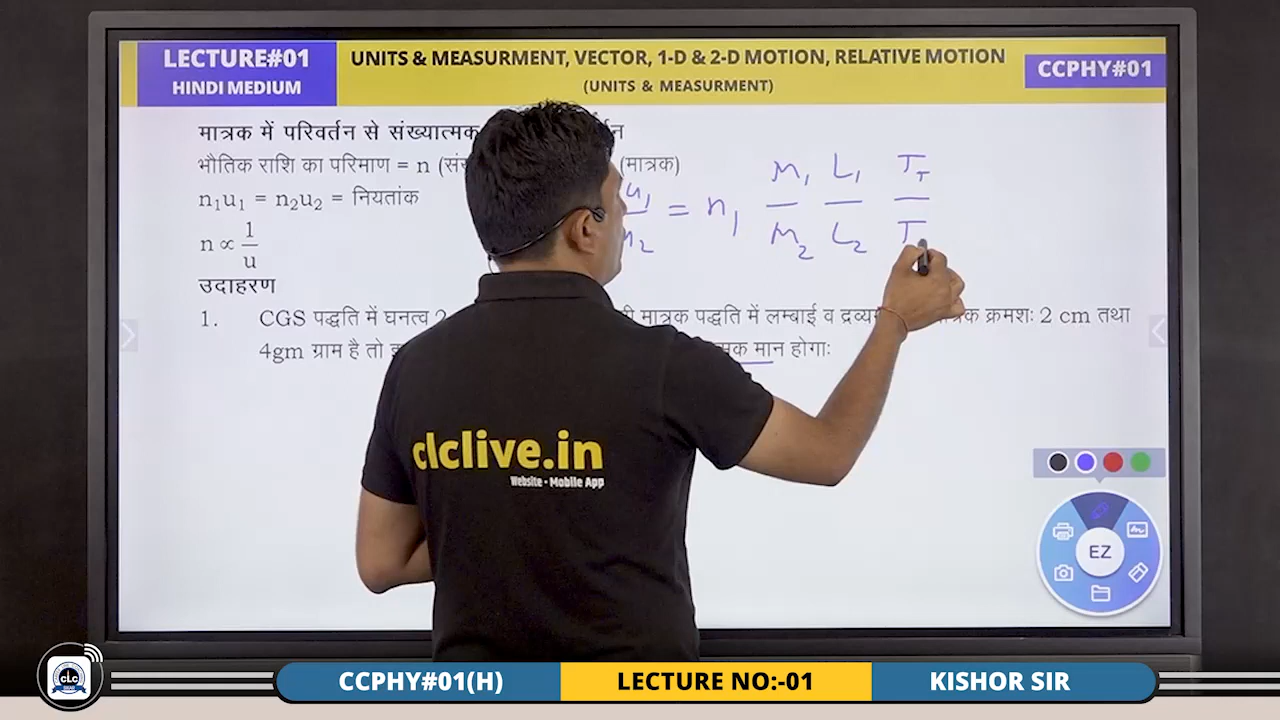 LECTURE#01
HINDI MEDIUM
UNITS & MEASURMENT, VECTOR, 1-D & 2-D MOTION, RELATIVE MOTION
(UNITS & MEASURMENT)
CCPHY#01
मात्रक में परिवर्तन से संख्यात्मक
भौतिक राशि का परिमाण = n (मात्रक)
n₁u₁ = n₂u₂ = नियतांक
n ∝ 1/u
u₁ = n₁ M₁/M₂ L₁/L₂
उदाहरण
1. CGS पद्धति में घनत्व मात्रक पद्धति में लम्बाई व क्रमशः 2 cm तथा
4gm ग्राम है तो मान होगाः
clclive.in
Website • Mobile App
EZ
CLC
CCPHY#01(H)
LECTURE NO:-01
KISHOR SIR